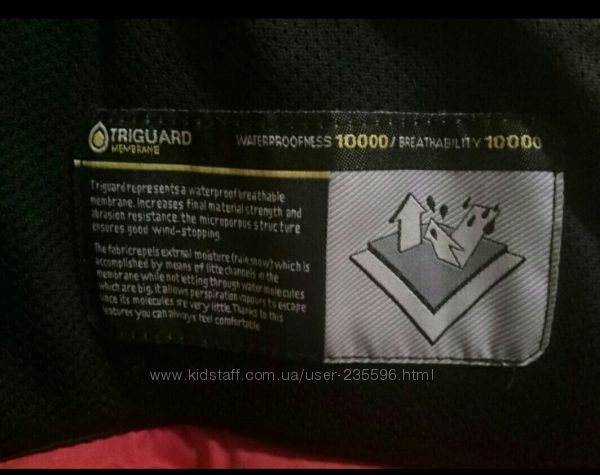 TRIGUARD
MEMBRANE
WATERPROOFNESS 10000 / BREATHABILITY 10000
Triguard represents a waterproof breathable
membrane. Increases final material strength and
abrasion resistance. the microporpus structure
ensures good wind-stopping.
The fabric repels extrnal moisture (rain, snow) which is
accomplished by means of litte channels in the
membrane while not letting through water molecules
which are big, it allows perspiration vapours to escape
since its molecules are very little. Thanks to this
features you can always feel comfortable
www.kidstaff.com.ua/user-235596.html